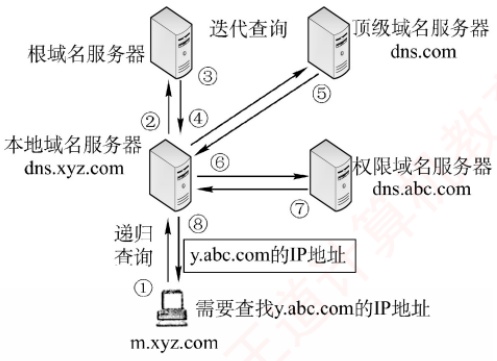 迭代查询
顶级域名服务器
dns.com
根域名服务器
③
⑤
②
④
本地域名服务器
dns.xyz.com
⑥
权限域名服务器
dns.abc.com
⑦
⑧
递归
查询
y.abc.com的IP地址
①
需要查找y.abc.com的IP地址
m.xyz.com